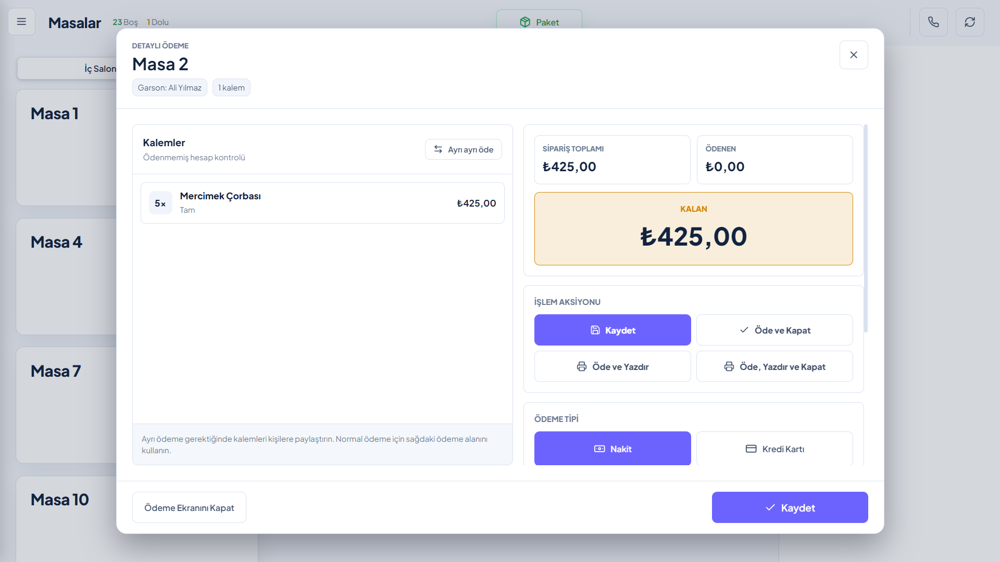 Masalar
23 Boş
1 Dolu
Paket
İç Salon
Masa 1
Masa 4
Masa 7
Masa 10
DETAYLI ÖDEME
Masa 2
Garson: Ali Yılmaz
1 kalem
Kalemler
Ödenmemiş hesap kontrolü
Ayrı ayrı öde
5×
Mercimek Çorbası
Tam
₺425,00
Ayrı ödeme gerektiğinde kalemleri kişilere paylaştırın. Normal ödeme için sağdaki ödeme alanını
kullanın.
SİPARİŞ TOPLAMI
₺425,00
ÖDENEN
₺0,00
KALAN
₺425,00
İŞLEM AKSİYONU
Kaydet
Öde ve Kapat
Öde ve Yazdır
Öde, Yazdır ve Kapat
ÖDEME TİPİ
Nakit
Kredi Kartı
Ödeme Ekranını Kapat
Kaydet